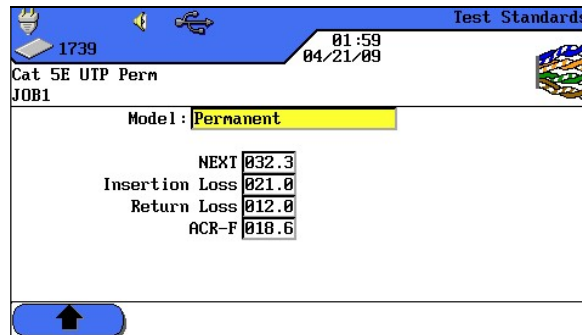 Test Standards
1739
01:59
04/21/09
Cat 5E UTP Perm
JOB1
Model: Permanent
NEXT 032.3
Insertion Loss 021.0
Return Loss 012.0
ACR-F 018.6